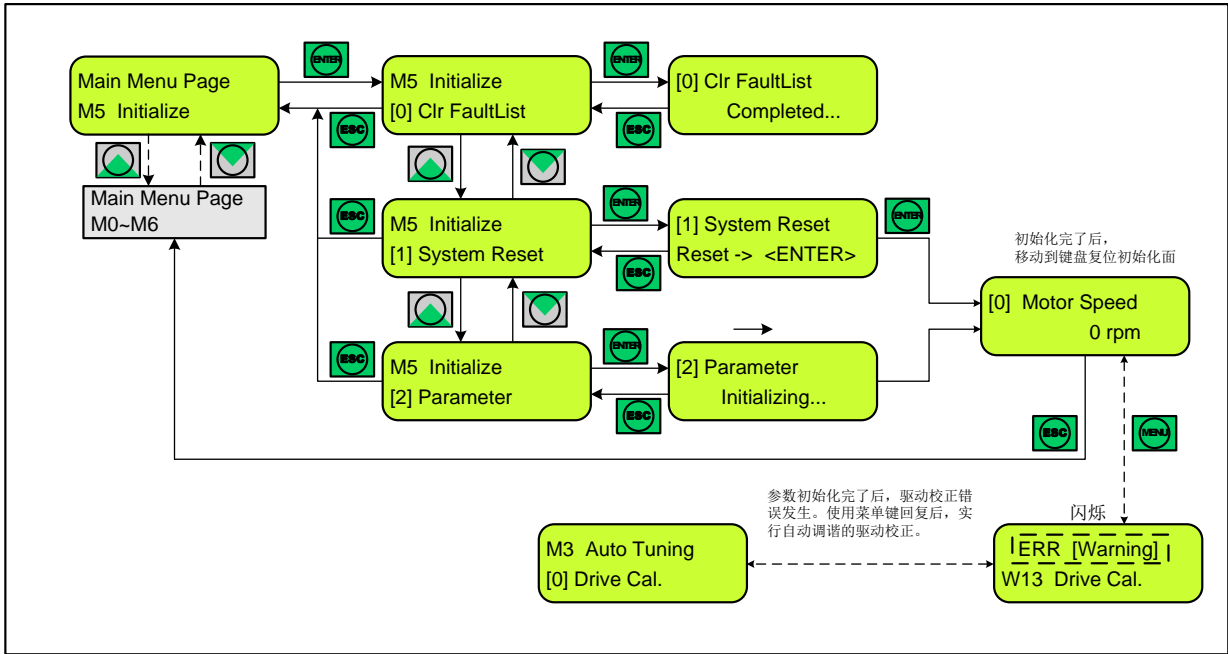 ENTER
ENTER
Main Menu Page
M5 Initialize
M5 Initialize
[0] Clr FaultList
[0] Clr FaultList
Completed...
ESC
ESC
Main Menu Page
M0~M6
ESC
M5 Initialize
[1] System Reset
ENTER
ESC
[1] System Reset
Reset -> <ENTER>
ENTER
初始化完了后，
移动到键盘复位初始化面
[0] Motor Speed
0 rpm
ESC
M5 Initialize
[2] Parameter
ENTER
ESC
[2] Parameter
Initializing...
ESC
MENU
参数初始化完了后，驱动校正错
误发生。使用菜单键回复后，实
行自动调谐的驱动校正。
闪烁
M3 Auto Tuning
[0] Drive Cal.
ERR [Warning]
W13 Drive Cal.